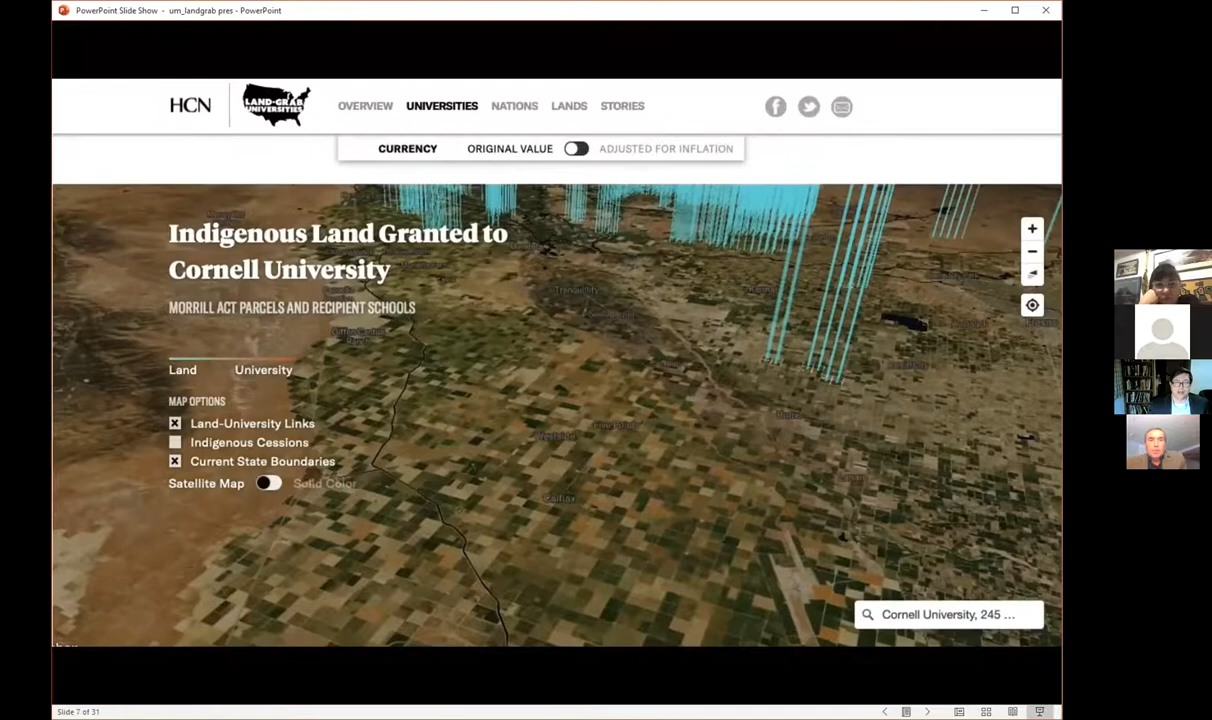 PowerPoint Slide Show - um_landgrab pres - PowerPoint
HCN
LAND-GRAB
UNIVERSITIES
OVERVIEW UNIVERSITIES NATIONS LANDS STORIES
CURRENCY ORIGINAL VALUE ADJUSTED FOR INFLATION
Indigenous Land Granted to
Cornell University
MORRILL ACT PARCELS AND RECIPIENT SCHOOLS
Tranquillity
Land University
MAP OPTIONS
Land-University Links
Indigenous Cessions
Current State Boundaries
Satellite Map Solid Color
Calflax
Cornell University, 245 ...
Slide 7 of 31